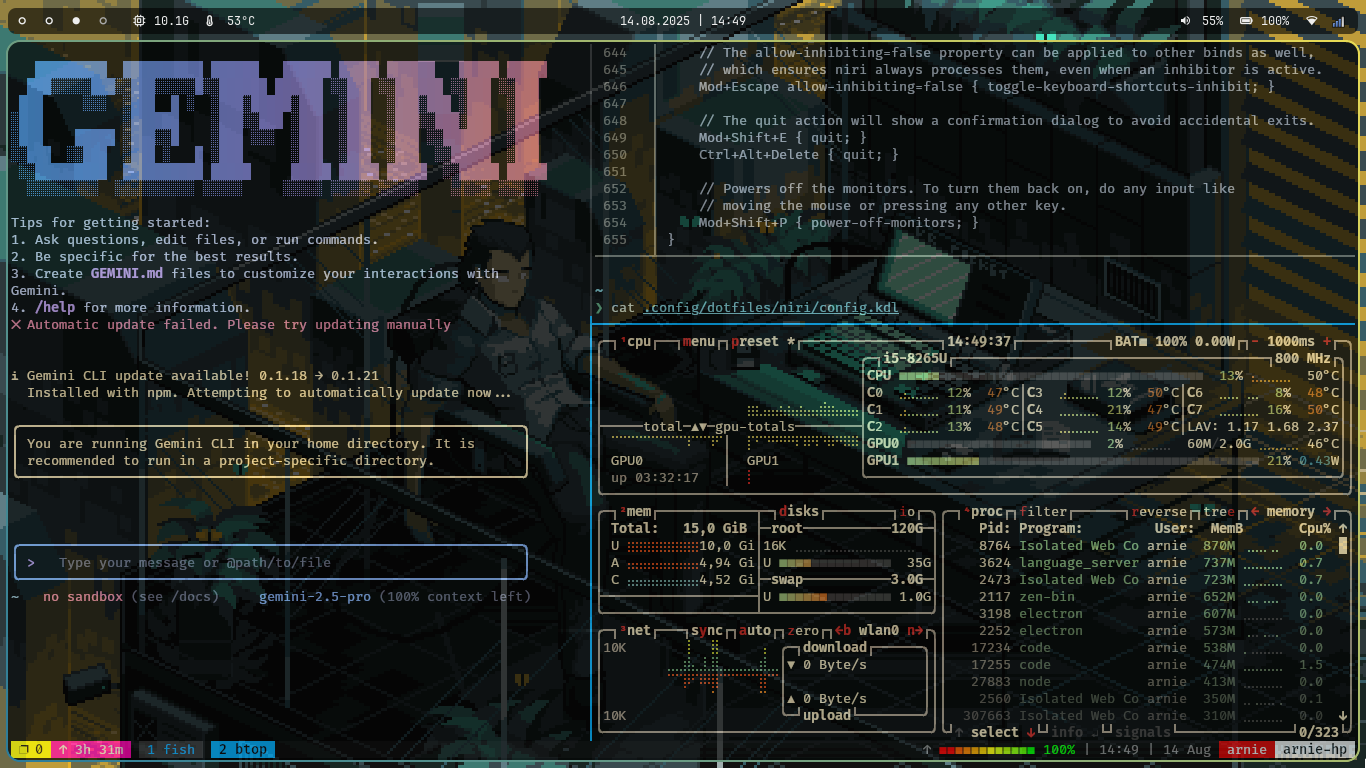 10.1G 53°C 14.08.2025 | 14:49 55% 100%
GEMINI
Tips for getting started:
1. Ask questions, edit files, or run commands.
2. Be specific for the best results.
3. Create GEMINI.md files to customize your interactions with
Gemini.
4. /help for more information.
✕ Automatic update failed. Please try updating manually
i Gemini CLI update available! 0.1.18 → 0.1.21
Installed with npm. Attempting to automatically update now...
You are running Gemini CLI in your home directory. It is
recommended to run in a project-specific directory.
> Type your message or @path/to/file
~ no sandbox (see /docs) gemini-2.5-pro (100% context left)
644 // The allow-inhibiting=false property can be applied to other binds as well,
645 // which ensures niri always processes them, even when an inhibitor is active.
646 Mod+Escape allow-inhibiting=false { toggle-keyboard-shortcuts-inhibit; }
647
648 // The quit action will show a confirmation dialog to avoid accidental exits.
649 Mod+Shift+E { quit; }
650 Ctrl+Alt+Delete { quit; }
651
652 // Powers off the monitors. To turn them back on, do any input like
653 // moving the mouse or pressing any other key.
654 Mod+Shift+P { power-off-monitors; }
655 }
~
❯ cat .config/dotfiles/niri/config.kdl
¹cpu menu preset * 14:49:37 BAT■ 100% 0.00W - 1000ms +
i5-8265U 800 MHz
CPU 13% 50°C
C0 12% 47°C C3 12% 50°C C6 8% 48°C
C1 11% 49°C C4 21% 47°C C7 16% 50°C
C2 13% 48°C C5 14% 49°C LAV: 1.17 1.68 2.37
total▲▼gpu-totals
GPU0 2% 60M 2.0G 46°C
GPU1 21% 0.43W
GPU0 GPU1
up 03:32:17
²mem disks io
Total: 15,0 GiB root 120G
U 10,0 Gi 16K
A 4,94 Gi U 35G
C 4,52 Gi swap 3.0G
U 1.0G
³net sync auto zero ←b wlan0 n→
10K download
▼ 0 Byte/s
▲ 0 Byte/s
10K upload
⁴proc filter reverse tree ← memory →
Pid: Program: User: MemB Cpu% ↑
8764 Isolated Web Co arnie 870M 0.0
3624 language_server arnie 737M 0.7
2473 Isolated Web Co arnie 723M 0.7
2117 zen-bin arnie 652M 0.0
3198 electron arnie 607M 0.0
2252 electron arnie 573M 0.0
17234 code arnie 538M 0.0
17255 code arnie 474M 1.5
27883 node arnie 413M 0.0
2560 Isolated Web Co arnie 350M 0.1
307663 Isolated Web Co arnie 310M 0.0 ↓
↑ select ↓ info signals 0/323
0 ↑ 3h 31m 1 fish 2 btop ↑ 100% | 14:49 | 14 Aug arnie arnie-hp